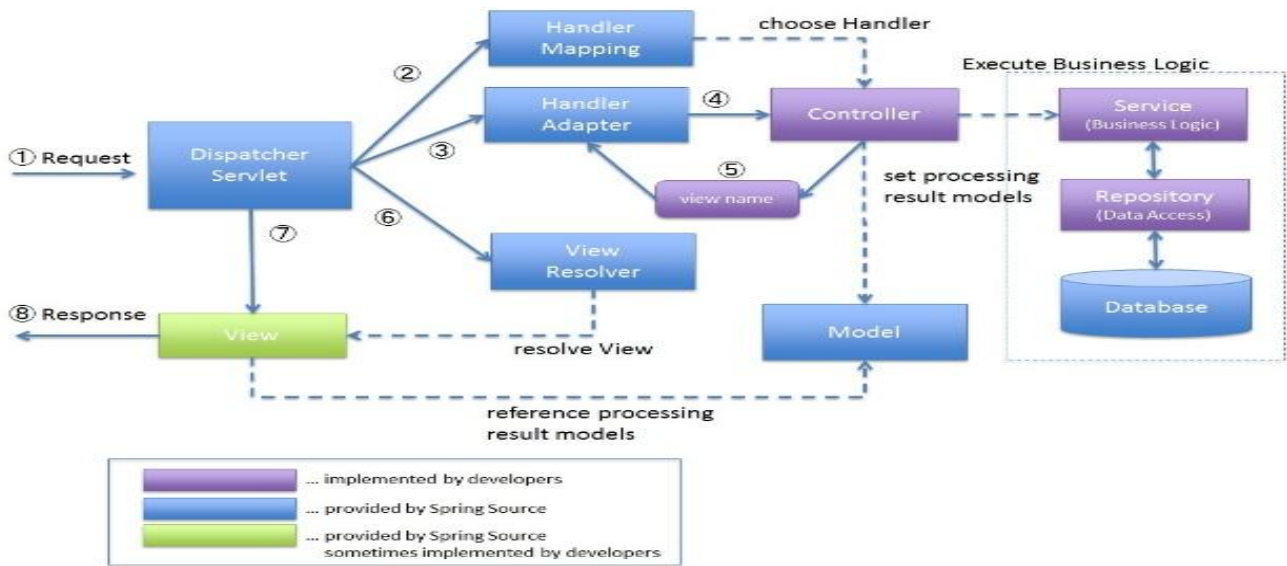 Handler
Mapping
choose Handler
②
Execute Business Logic
Handler
Adapter
④
Controller
Service
(Business Logic)
① Request
Dispatcher
Servlet
③
⑤
view name
set processing
result models
Repository
(Data Access)
⑥
⑦
View
Resolver
⑧ Response
View
resolve View
Model
Database
reference processing
result models
... implemented by developers
... provided by Spring Source
... provided by Spring Source
sometimes implemented by developers